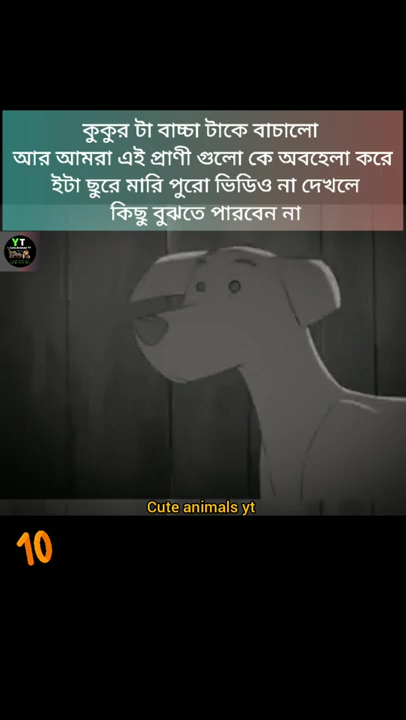 কুকুর টা বাচ্চা টাকে বাচালো
আর আমরা এই প্রাণী গুলো কে অবহেলা করে
ইটা ছুরে মারি পুরো ভিডিও না দেখলে
কিছু বুঝতে পারবেন না
YT
Cute animals yt
10